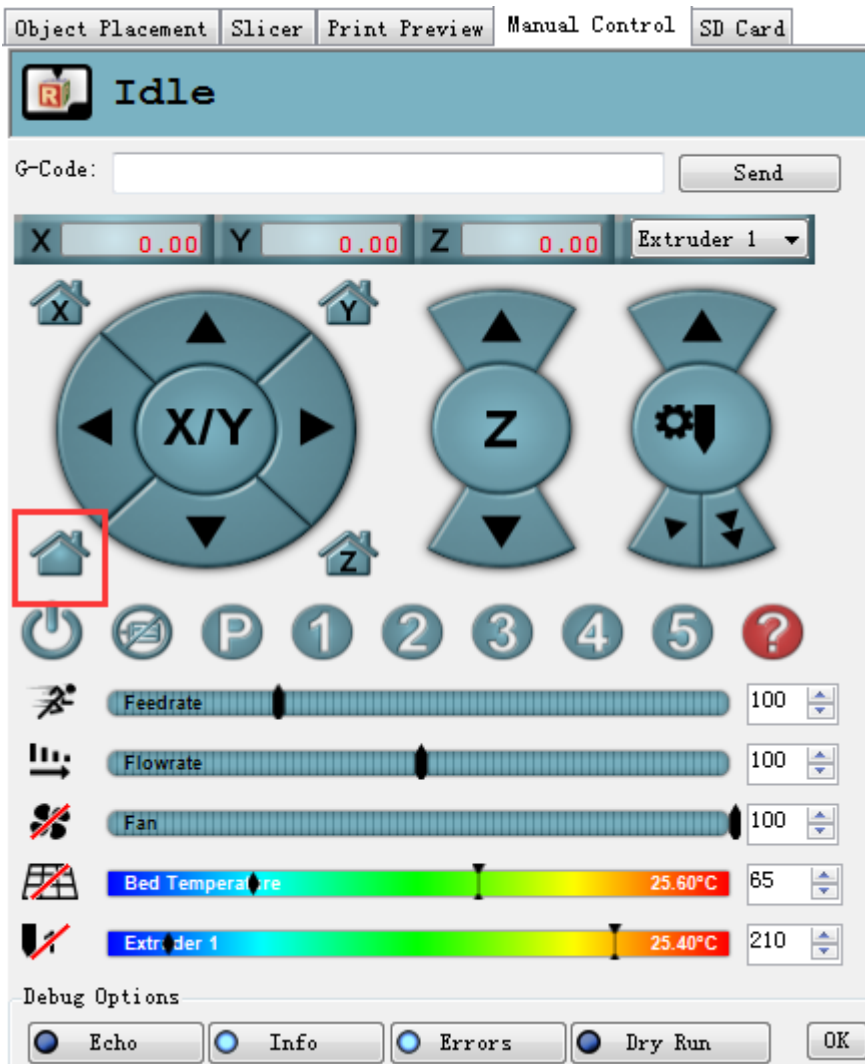 Object Placement Slicer Print Preview Manual Control SD Card
R Idle
G-Code: Send
X 0.00 Y 0.00 Z 0.00 Extruder 1
X Y
X/Y Z
Z
P 1 2 3 4 5 ?
Feedrate 100
Flowrate 100
Fan 100
Bed Temperature 25.60°C 65
1 Extruder 1 25.40°C 210
Debug Options
Echo Info Errors Dry Run OK